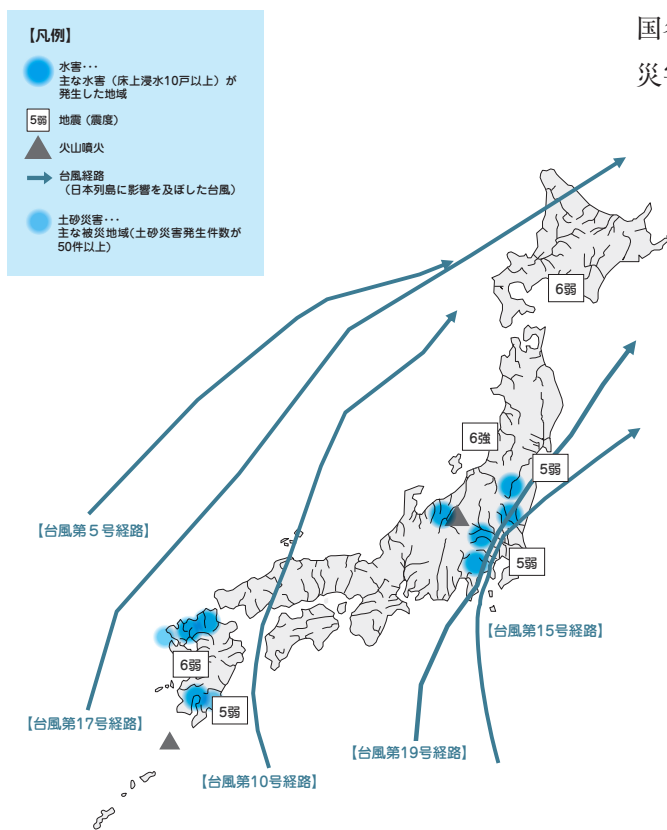 国
災
【凡例】
水害・・・
主な水害（床上浸水10戸以上）が
発生した地域
5弱 地震（震度）
火山噴火
台風経路
（日本列島に影響を及ぼした台風）
土砂災害・・・
主な被災地域（土砂災害発生件数が
50件以上）
6弱
6強
5弱
【台風第５号経路】
5弱
【台風第15号経路】
6弱
5弱
【台風第17号経路】
【台風第19号経路】
【台風第10号経路】